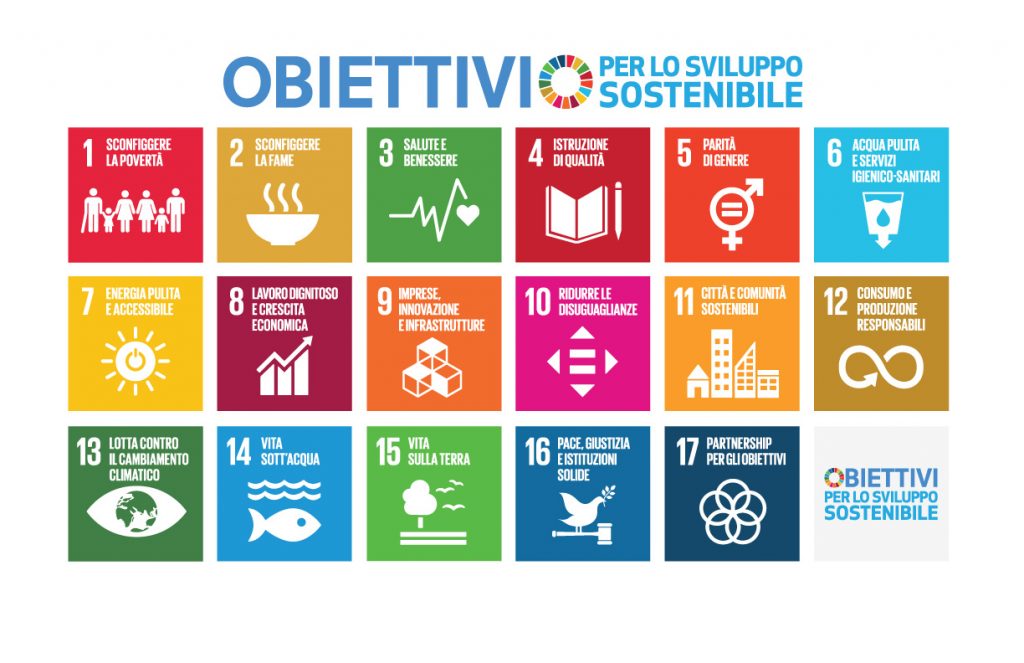 OBIETTIVI
PER LO SVILUPPO
SOSTENIBILE
1 SCONFIGGERE
LA POVERTÀ
2 SCONFIGGERE
LA FAME
3 SALUTE E
BENESSERE
4 ISTRUZIONE
DI QUALITÀ
5 PARITÀ
DI GENERE
6 ACQUA PULITA
E SERVIZI
IGIENICO-SANITARI
7 ENERGIA PULITA
E ACCESSIBILE
8 LAVORO DIGNITOSO
E CRESCITA
ECONOMICA
9 IMPRESE,
INNOVAZIONE
E INFRASTRUTTURE
10 RIDURRE LE
DISUGUAGLIANZE
11 CITTÀ E COMUNITÀ
SOSTENIBILI
12 CONSUMO E
PRODUZIONE
RESPONSABILI
13 LOTTA CONTRO
IL CAMBIAMENTO
CLIMATICO
14 VITA
SOTT'ACQUA
15 VITA
SULLA TERRA
16 PACE, GIUSTIZIA
E ISTITUZIONI
SOLIDE
17 PARTNERSHIP
PER GLI OBIETTIVI
OBIETTIVI
PER LO SVILUPPO
SOSTENIBILE